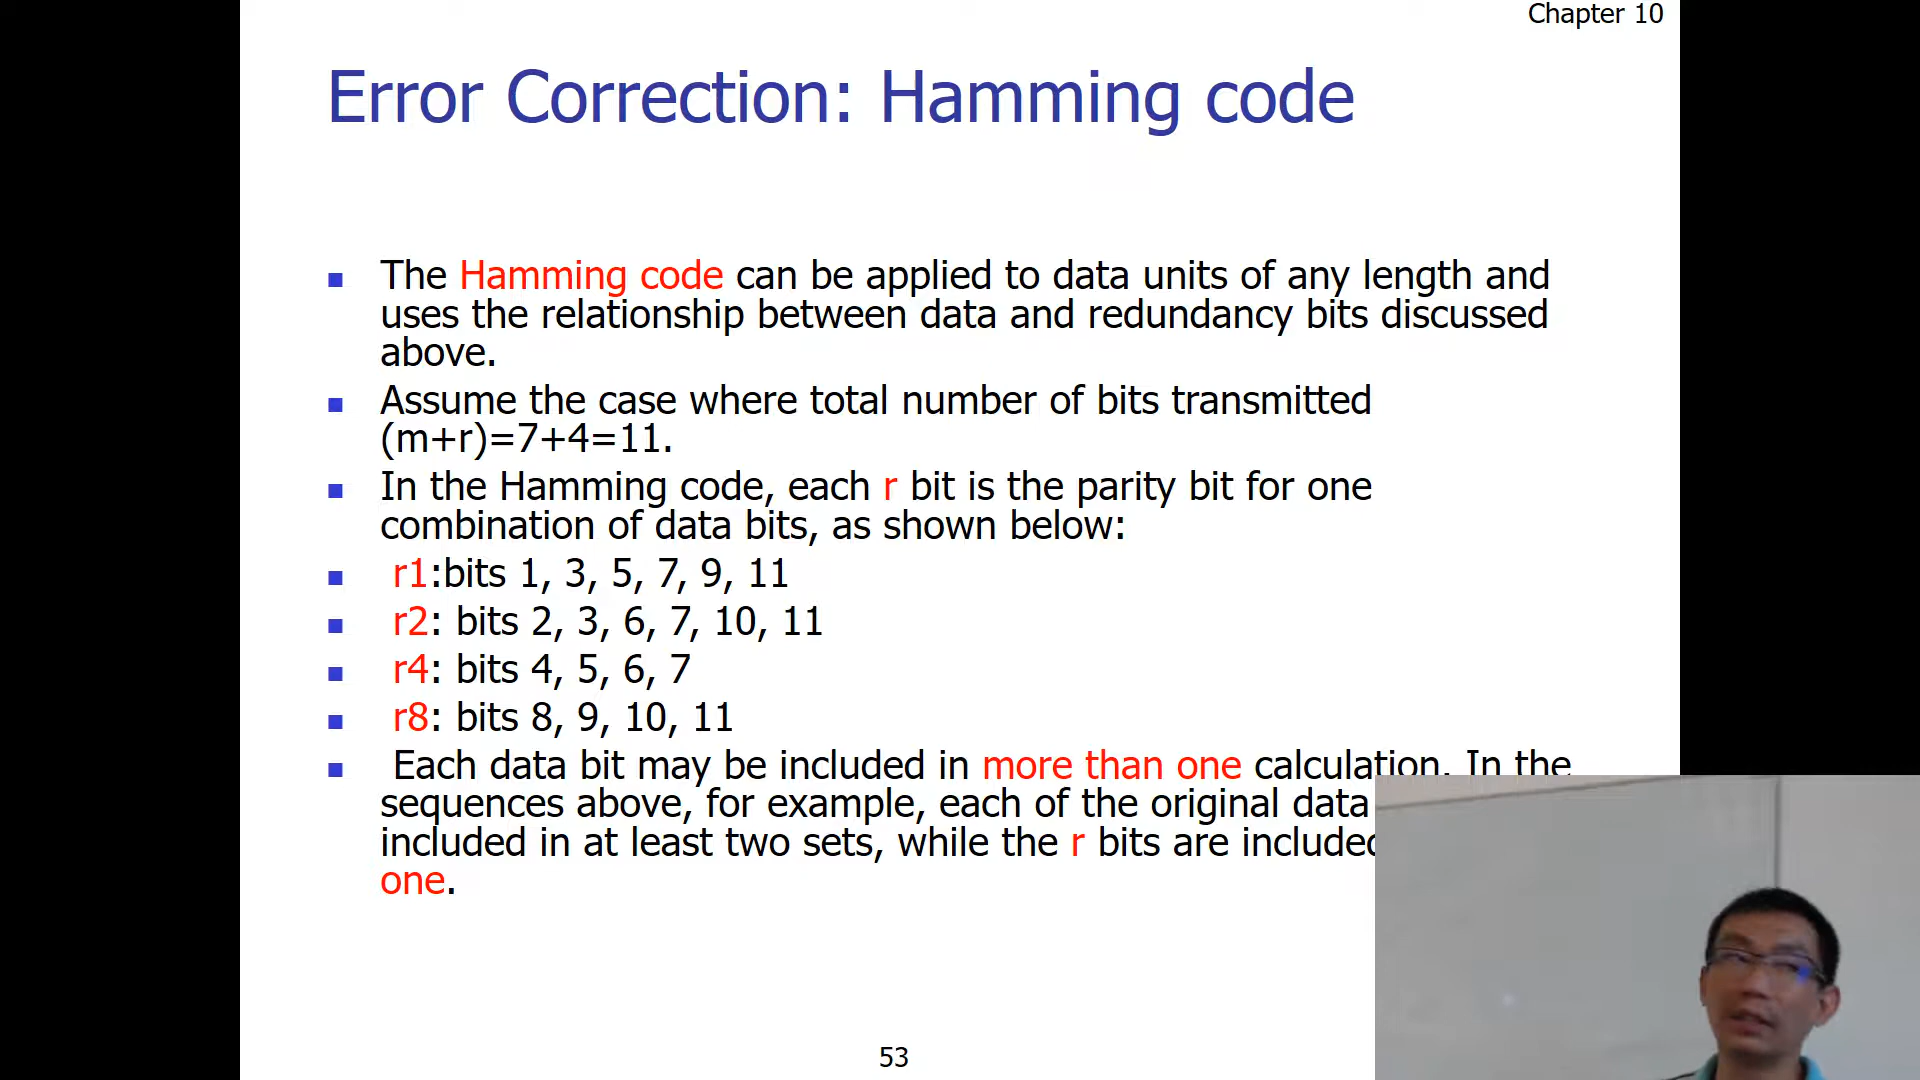 Chapter 10
Error Correction: Hamming code
The Hamming code can be applied to data units of any length and
uses the relationship between data and redundancy bits discussed
above.
Assume the case where total number of bits transmitted
(m+r)=7+4=11.
In the Hamming code, each r bit is the parity bit for one
combination of data bits, as shown below:
r1:bits 1, 3, 5, 7, 9, 11
r2: bits 2, 3, 6, 7, 10, 11
r4: bits 4, 5, 6, 7
r8: bits 8, 9, 10, 11
Each data bit may be included in more than one calculation. In the
sequences above, for example, each of the original data
included in at least two sets, while the r bits are included
one.
53